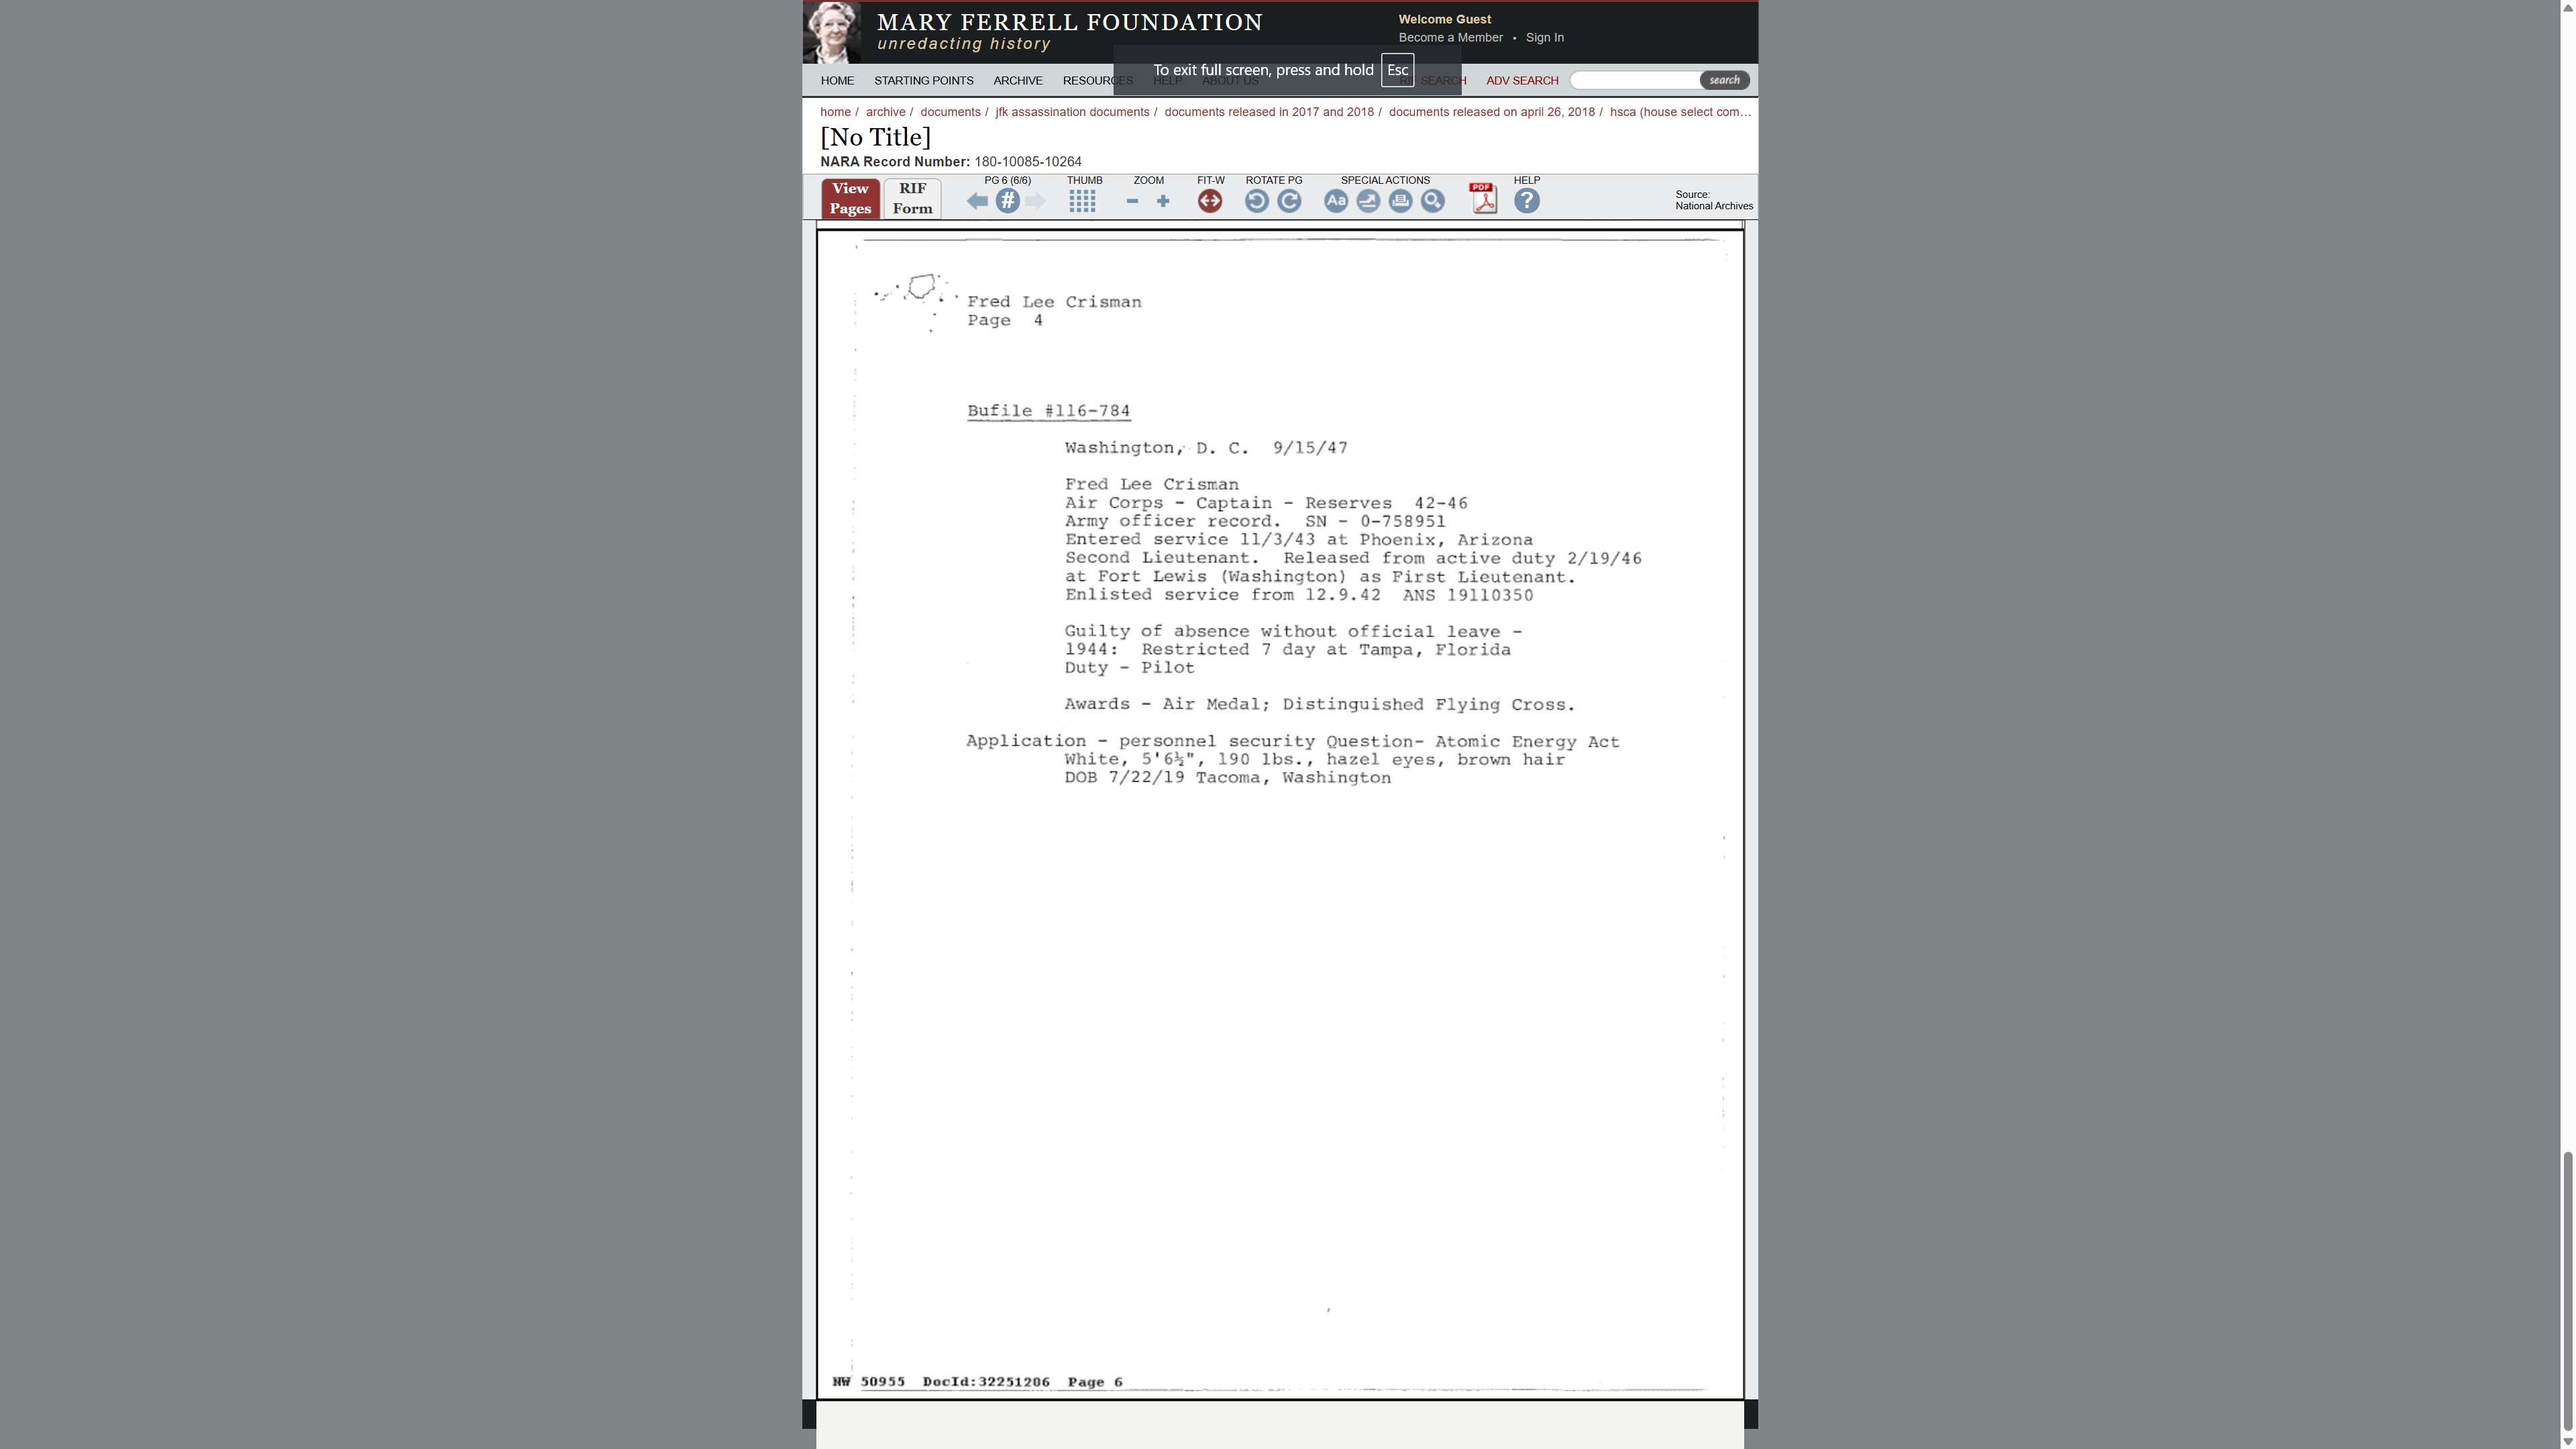 MARY FERRELL FOUNDATION
unredacting history
Welcome Guest
Become a Member • Sign In
To exit full screen, press and hold Esc
HOME STARTING POINTS ARCHIVE RESOURCES HELP ABOUT US RIF SEARCH ADV SEARCH search
home / archive / documents / jfk assassination documents / documents released in 2017 and 2018 / documents released on april 26, 2018 / hsca (house select com...
[No Title]
NARA Record Number: 180-10085-10264
View Pages
RIF Form
PG 6 (6/6) THUMB ZOOM FIT-W ROTATE PG SPECIAL ACTIONS HELP
#
Aa
PDF
?
Source:
National Archives
Fred Lee Crisman
Page 4
Bufile #116-784
Washington, D. C. 9/15/47
Fred Lee Crisman
Air Corps - Captain - Reserves 42-46
Army officer record. SN - 0-758951
Entered service 11/3/43 at Phoenix, Arizona
Second Lieutenant. Released from active duty 2/19/46
at Fort Lewis (Washington) as First Lieutenant.
Enlisted service from 12.9.42 ANS 19110350
Guilty of absence without official leave -
1944: Restricted 7 day at Tampa, Florida
Duty - Pilot
Awards - Air Medal; Distinguished Flying Cross.
Application - personnel security Question- Atomic Energy Act
White, 5'6½", 190 lbs., hazel eyes, brown hair
DOB 7/22/19 Tacoma, Washington
NW 50955 DocId:32251206 Page 6